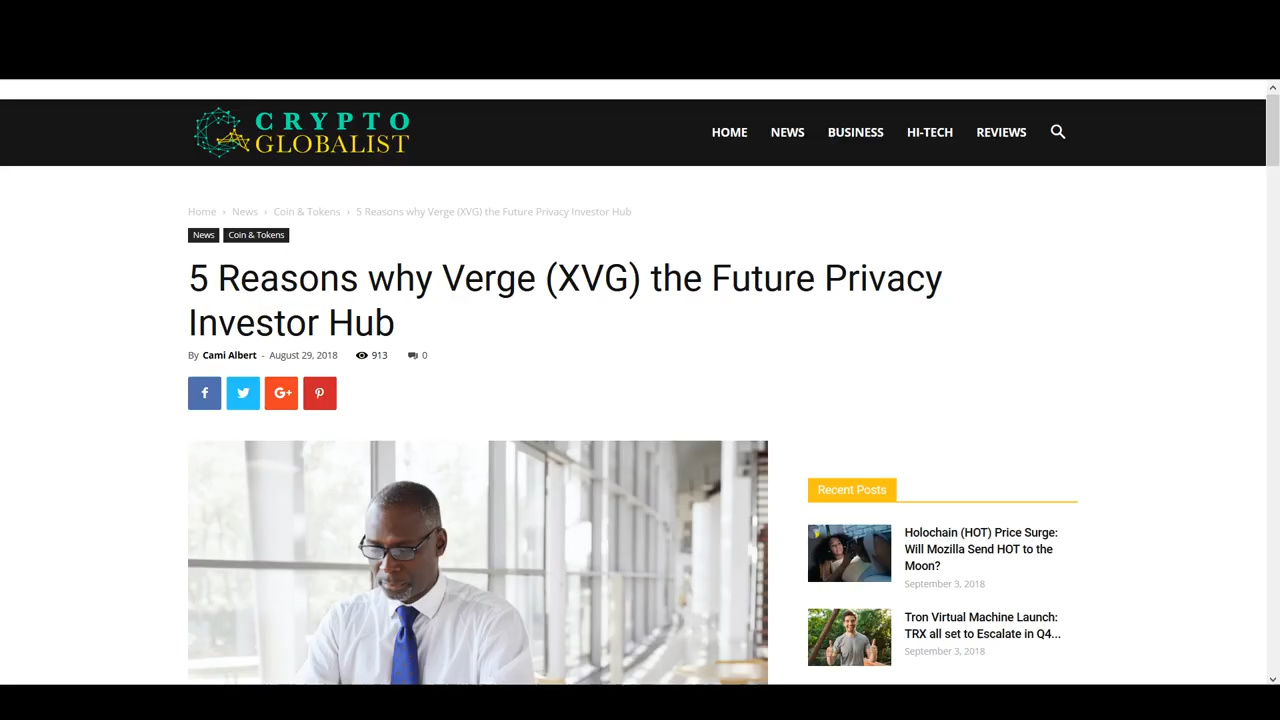 CRYPTO
GLOBALIST
HOME NEWS BUSINESS HI-TECH REVIEWS
Home › News › Coin & Tokens › 5 Reasons why Verge (XVG) the Future Privacy Investor Hub
News Coin & Tokens
5 Reasons why Verge (XVG) the Future Privacy
Investor Hub
By Cami Albert - August 29, 2018 913 0
f G+
Recent Posts
Holochain (HOT) Price Surge:
Will Mozilla Send HOT to the
Moon?
September 3, 2018
Tron Virtual Machine Launch:
TRX all set to Escalate in Q4...
September 3, 2018